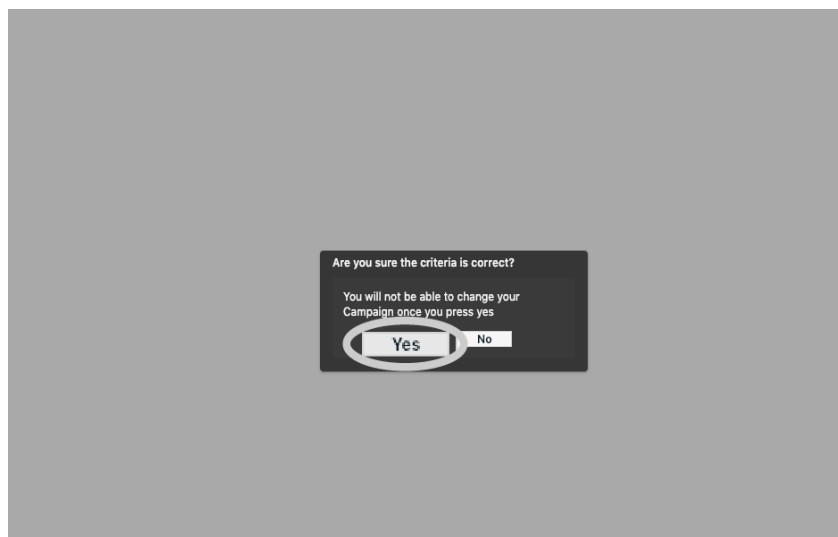 Are you sure the criteria is correct?
You will not be able to change your
Campaign once you press yes
Yes
No